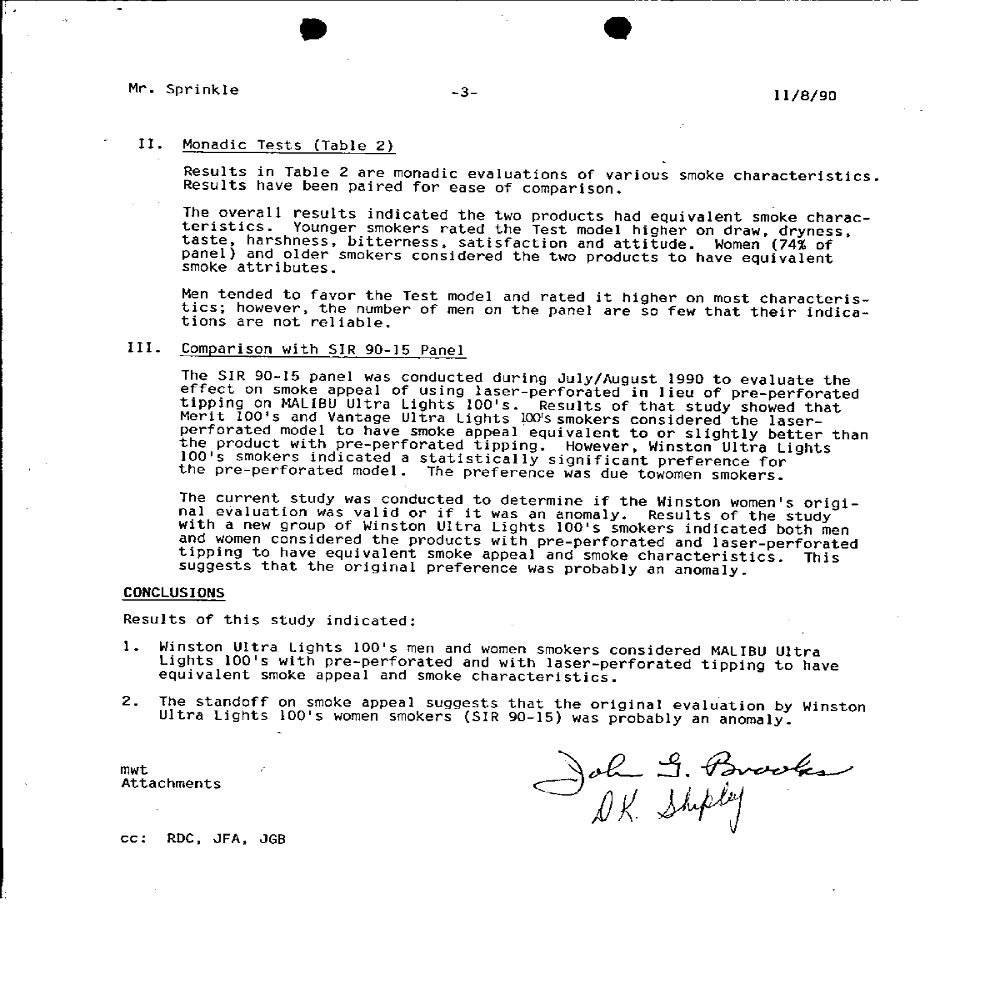 Mr. Sprinkle
-3-
11/8/90
II. Monadic Tests (Table 2)
Results in Table 2 are monadic evaluations of various smoke characteristics.
Results have been paired for ease of comparison.
The overall results indicated the two products had equivalent smoke charac-
teristics. Younger smokers rated the Test model higher on draw, dryness,
taste, harshness, bitterness, satisfaction and attitude. Women (74% of
panel) and older smokers considered the two products to have equivalent
smoke attributes.
Men tended to favor the Test model and rated it higher on most characteris-
tics; however, the number of men on the panel are so few that their indica-
tions are not reliable.
III. Comparison with SIR 90-15 Panel
The SIR 90-15 panel was conducted during July/August 1990 to evaluate the
effect on smoke appeal of using laser-perforated in lieu of pre-perforated
tipping on MALIBU Ultra Lights 100's. Results of that study showed that
Merit 100's and Vantage Ultra Lights 100's smokers considered the laser-
perforated model to have smoke appeal equivalent to or slightly better than
the product with pre-perforated tipping. However, Winston Ultra Lights
100's smokers indicated a statistically significant preference for
the pre-perforated model. The preference was due towomen smokers.
The current study was conducted to determine if the Winston women's origi-
nal evaluation was valid or if it was an anomaly. Results of the study
with a new group of Winston Ultra Lights 100's smokers indicated both men
and women considered the products with pre-perforated and laser-perforated
tipping to have equivalent smoke appeal and smoke characteristics. This
suggests that the original preference was probably an anomaly.
CONCLUSIONS
Results of this study indicated:
1. Winston Ultra Lights 100's men and women smokers considered MALIBU Ultra
Lights 100's with pre-perforated and with laser-perforated tipping to have
equivalent smoke appeal and smoke characteristics.
2. The standoff on smoke appeal suggests that the original evaluation by Winston
Ultra Lights 100's women smokers (SIR 90-15) was probably an anomaly.
John G. Brooks
D K. Shipley
mwt
Attachments
cc: RDC, JFA, JGB